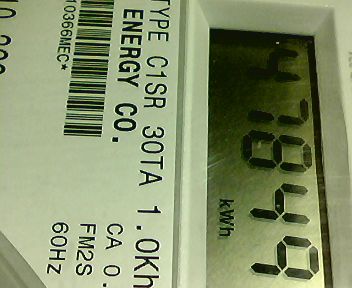 47849
kWh
TYPE C1SR 30TA 1.0Kh
ENERGY CO.
CA 0.
FM2S
60Hz
10366MEC*